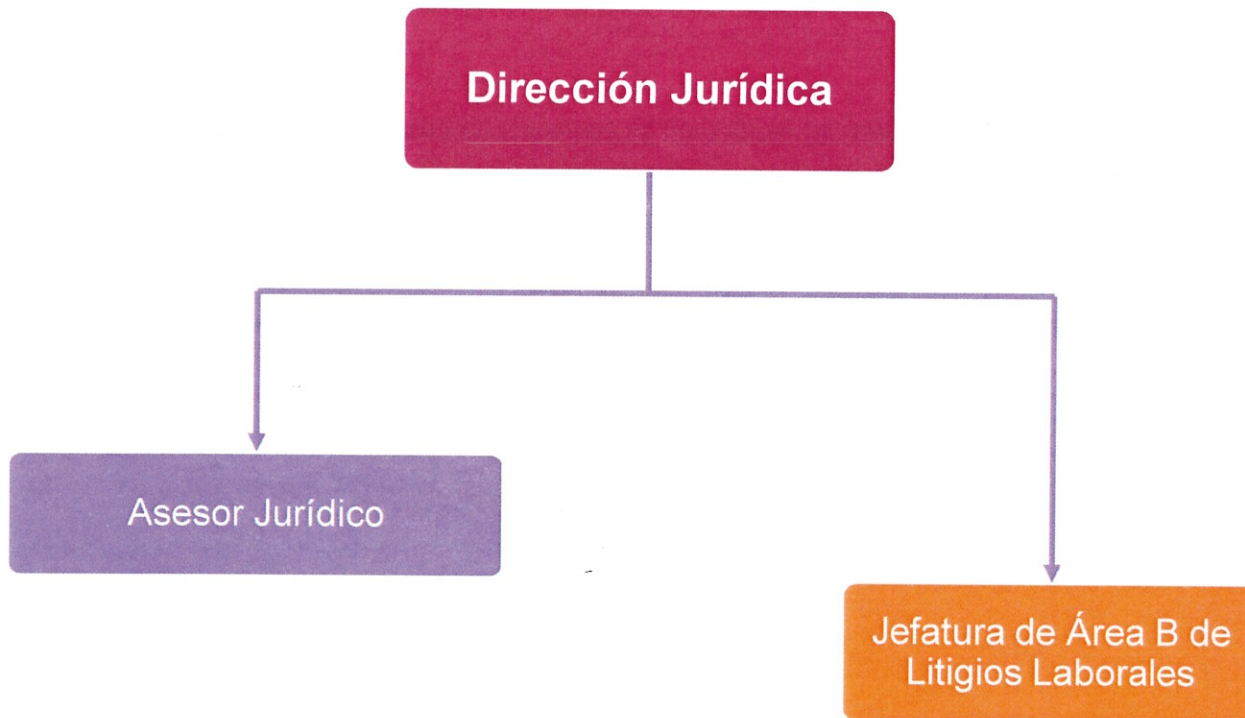 Dirección Jurídica
Asesor Jurídico
Jefatura de Área B de
Litigios Laborales